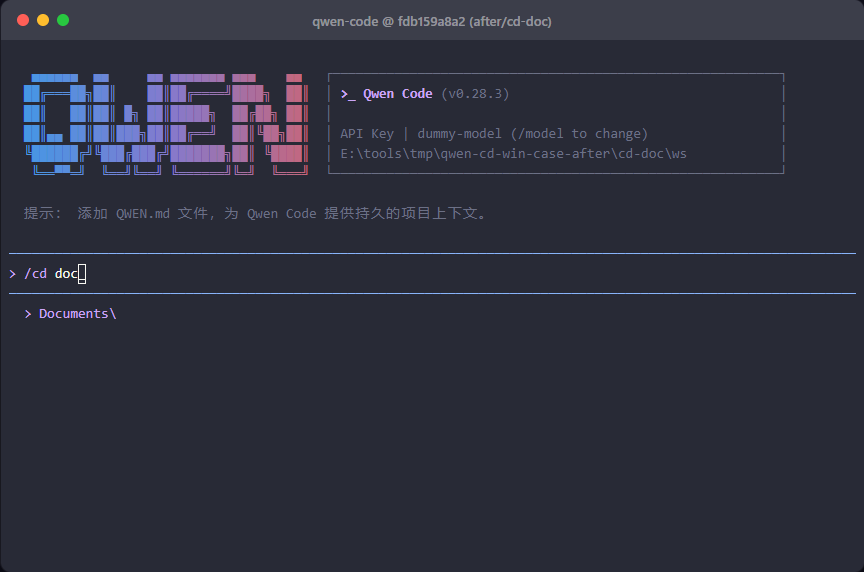 qwen-code @ fdb159a8a2 (after/cd-doc)
QWEN
>_ Qwen Code (v0.28.3)
API Key | dummy-model (/model to change)
E:\tools\tmp\qwen-cd-win-case-after\cd-doc\ws
提示： 添加 QWEN.md 文件，为 Qwen Code 提供持久的项目上下文。
> /cd doc
> Documents\